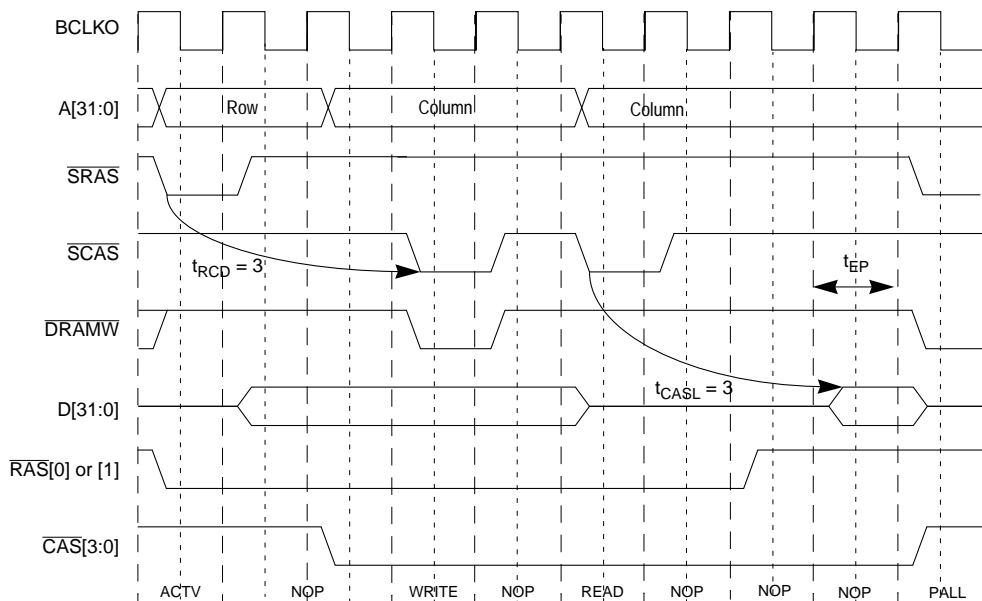 BCLKO
A[31:0]
Row
Column
Column
SRAS
SCAS
tRCD = 3
tEP
DRAMW
tCASL = 3
D[31:0]
RAS[0] or [1]
CAS[3:0]
ACTV
NOP
WRITE
NOP
READ
NOP
NOP
NOP
PALL